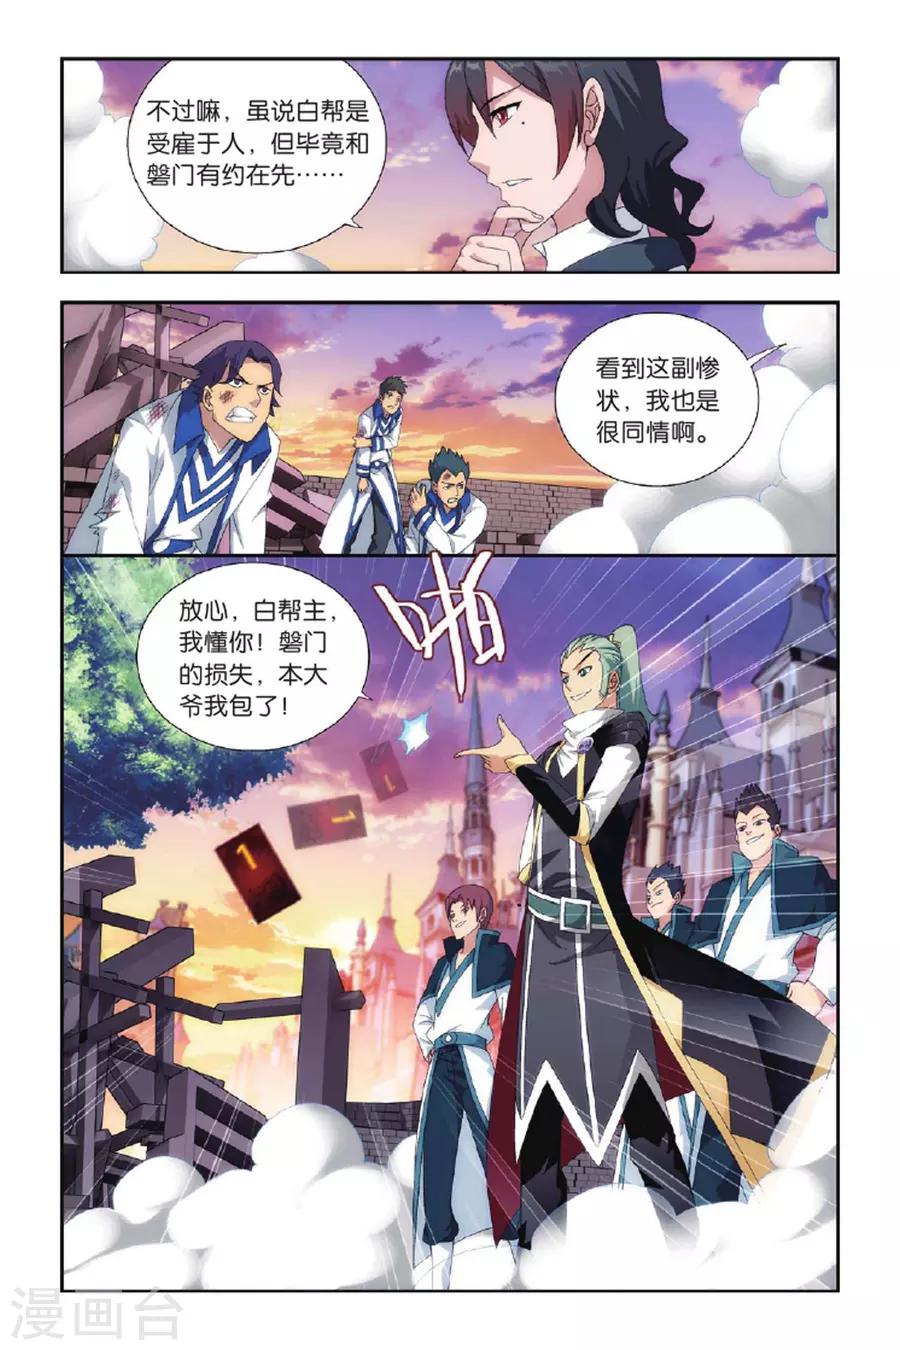 不过嘛，虽说白帮是
受雇于人，但毕竟和
磐门有约在先……
看到这副惨
状，我也是
很同情啊。
啪
放心，白帮主，
我懂你！磐门
的损失，本大
爷我包了！
1
1
1
漫画台